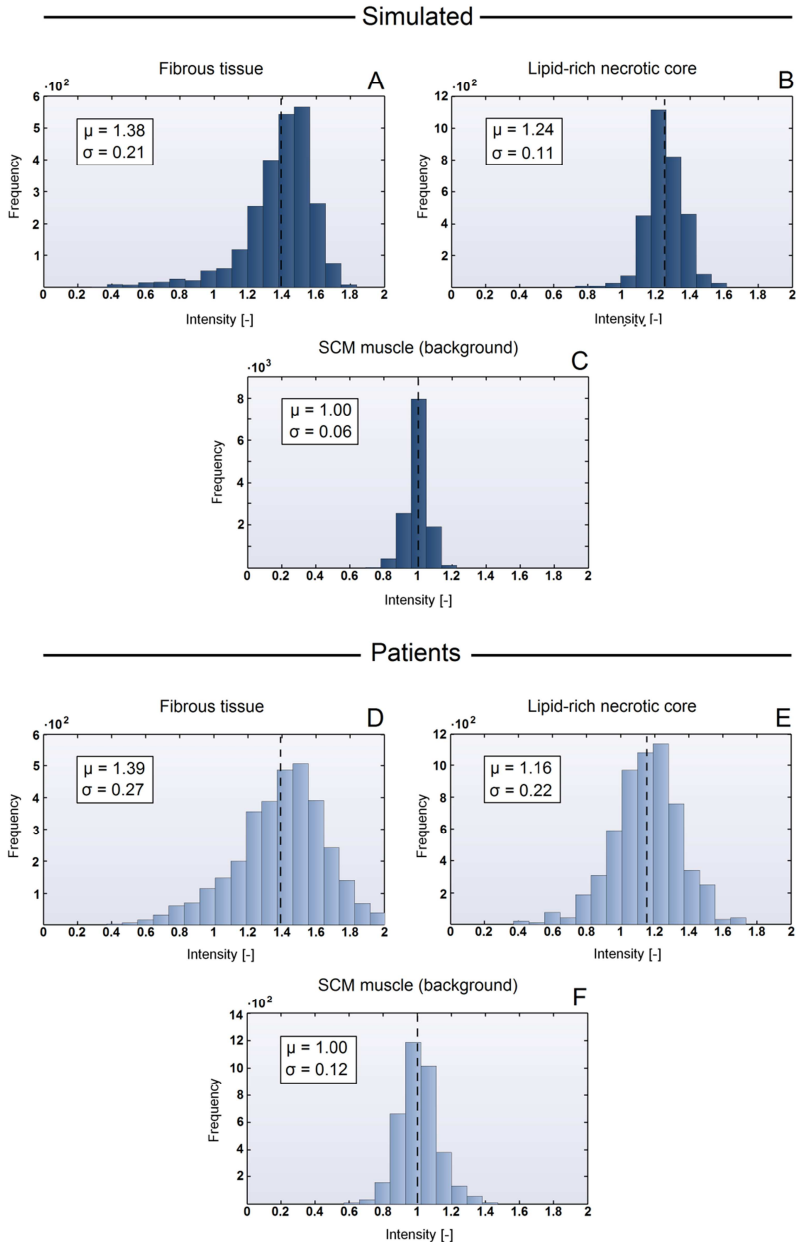 Simulated
Fibrous tissue
A
·10²
6
5
4
3
2
1
μ = 1.38
σ = 0.21
Frequency
0 0.2 0.4 0.6 0.8 1 1.2 1.4 1.6 1.8 2
Intensity [-]
Lipid-rich necrotic core
B
·10²
12
10
8
6
4
2
μ = 1.24
σ = 0.11
Frequency
0 0.2 0.4 0.6 0.8 1 1.2 1.4 1.6 1.8 2
Intensity [-]
SCM muscle (background)
C
·10³
8
6
4
2
μ = 1.00
σ = 0.06
Frequency
0 0.2 0.4 0.6 0.8 1 1.2 1.4 1.6 1.8 2
Intensity [-]
Patients
Fibrous tissue
D
·10²
6
5
4
3
2
1
μ = 1.39
σ = 0.27
Frequency
0 0.2 0.4 0.6 0.8 1 1.2 1.4 1.6 1.8 2
Intensity [-]
Lipid-rich necrotic core
E
·10²
12
10
8
6
4
2
μ = 1.16
σ = 0.22
Frequency
0 0.2 0.4 0.6 0.8 1 1.2 1.4 1.6 1.8 2
Intensity [-]
SCM muscle (background)
F
·10²
14
12
10
8
6
4
2
μ = 1.00
σ = 0.12
Frequency
0 0.2 0.4 0.6 0.8 1 1.2 1.4 1.6 1.8 2
Intensity [-]